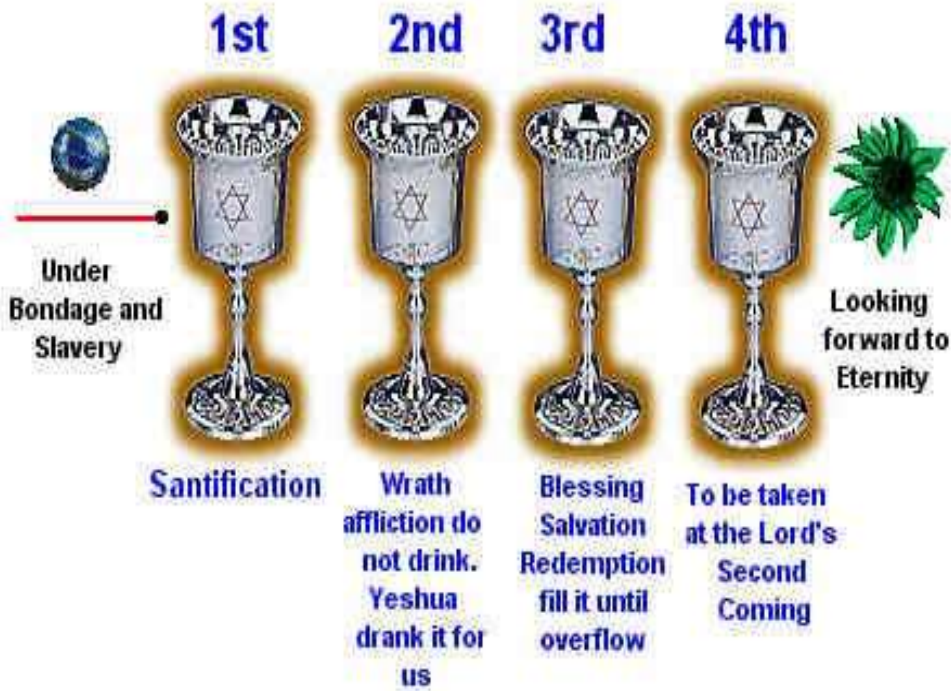 1st
2nd
3rd
4th
Under
Bondage and
Slavery
Looking
forward to
Eternity
Santification
Wrath
affliction do
not drink.
Yeshua
drank it for
us
Blessing
Salvation
Redemption
fill it until
overflow
To be taken
at the Lord's
Second
Coming